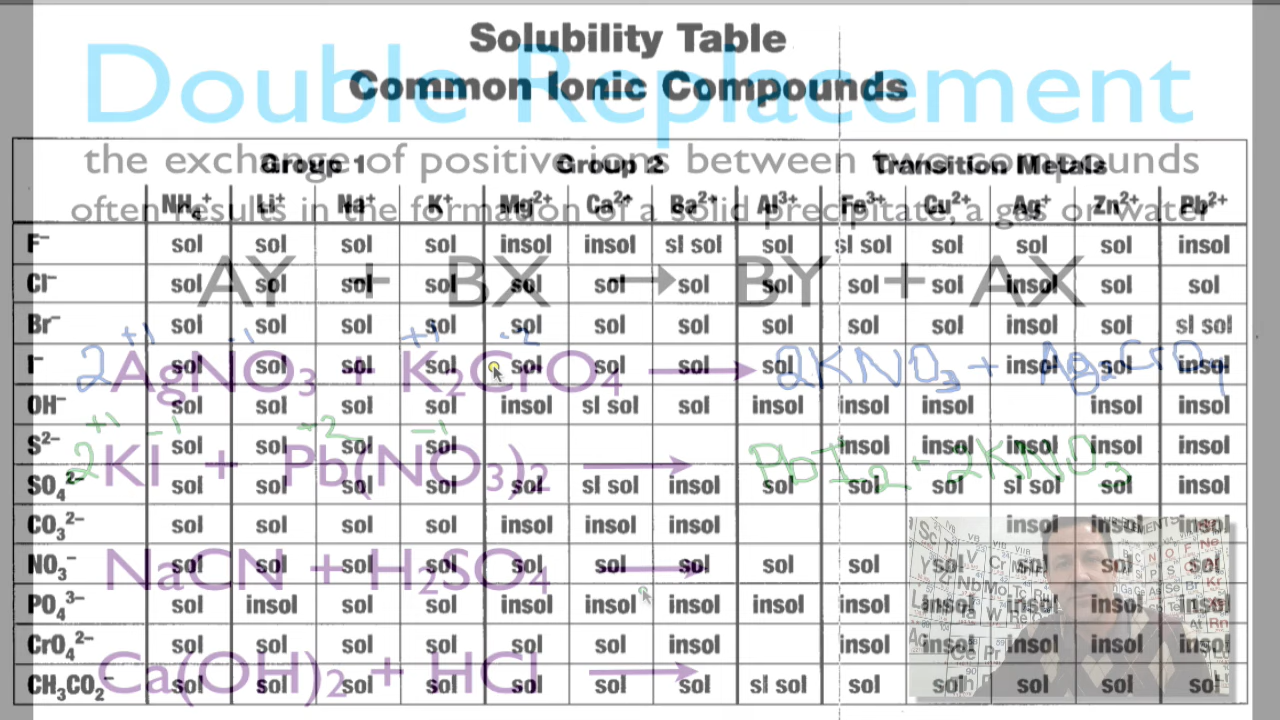 Solubility Table
Common Ionic Compounds
Double Replacement
the exchange of positive ions between two compounds
often results in the formation of a solid precipitate, a gas or water
Group 1 Group 2 Transition Metals
NH₄⁺ Li⁺ Na⁺ K⁺ Mg²⁺ Ca²⁺ Ba²⁺ Al³⁺ Fe³⁺ Cu²⁺ Ag⁺ Zn²⁺ Pb²⁺
F⁻ sol sol sol sol insol insol sl sol sol sl sol sol sol sol insol
AY + BX → BY + AX
Cl⁻ sol sol sol sol sol sol sol sol sol sol insol sol sol
Br⁻ sol sol sol sol sol sol sol sol sol sol insol sol sl sol
+1 -1 +1 -2
2AgNO₃ + K₂CrO₄ → 2KNO₃ + Ag₂CrO₄
I⁻ sol sol sol sol sol sol sol sol insol sol insol
OH⁻ sol sol sol sol insol sl sol sol insol insol insol insol insol
+1 -1 +2 -1
2KI + Pb(NO₃)₂ → PbI₂ + 2KNO₃
S²⁻ sol sol sol sol insol insol insol insol insol
SO₄²⁻ sol sol sol sol sol sl sol insol sol sol sol sl sol sol insol
CO₃²⁻ sol sol sol sol insol insol insol insol insol insol
NaCN + H₂SO₄ →
NO₃⁻ sol sol sol sol sol sol sol sol sol sol sol sol sol
PO₄³⁻ sol insol sol sol insol insol insol insol insol insol insol insol insol
CrO₄²⁻ sol sol sol sol sol sol insol insol insol insol insol insol
Ca(OH)₂ + HCl →
CH₃CO₂⁻ sol sol sol sol sol sol sol sl sol sol sol sol sol sol